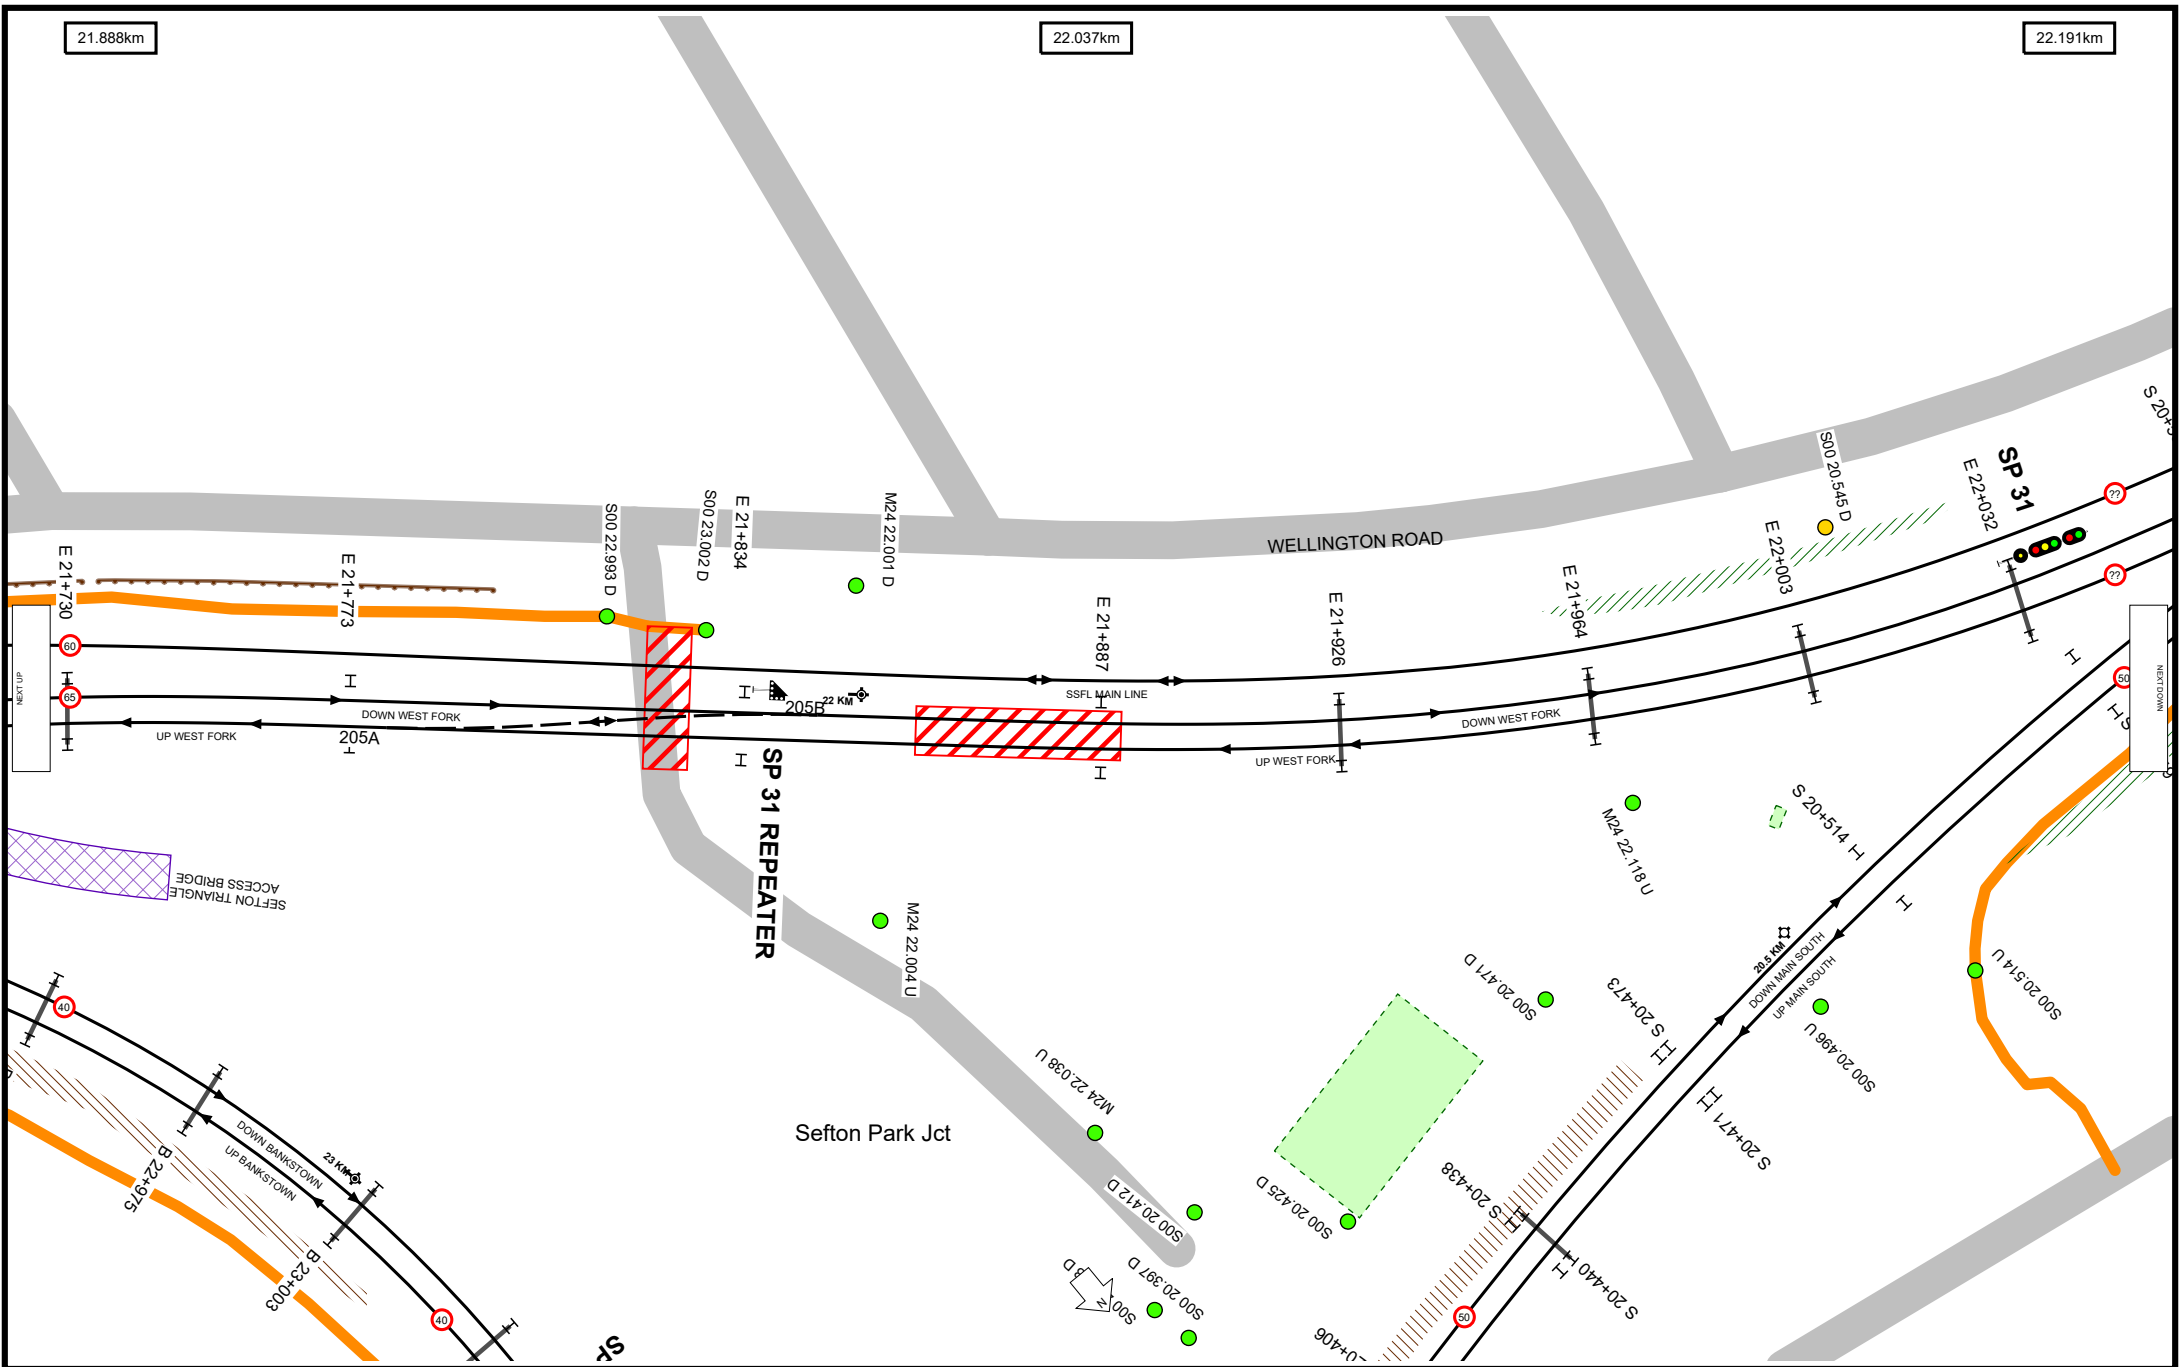 21.888km
22.037km
22.191km
WELLINGTON ROAD
S00 20.545 D
SP 31
E 22+032
E 22+003
E 21+964
E 21+926
E 21+887
M24 22.001 D
E 21+834
S00 23.002 D
S00 22.993 D
E 21+773
E 21+730
??
??
60
65
NEXT UP
NEXT DOWN
SSFL MAIN LINE
22 KM
205B
DOWN WEST FORK
UP WEST FORK
205A
DOWN WEST FORK
UP WEST FORK
50
SP 31 REPEATER
SEFTON TRIANGLE
ACCESS BRIDGE
M24 22.004 U
M24 22.118 U
S 20+514
20.5 KM
DOWN MAIN SOUTH
UP MAIN SOUTH
S00 20.514 U
S00 20.496 U
S00 20.471 D
S 20+473
S 20+471
M24 22.038 U
Sefton Park Jct
40
DOWN BANKSTOWN
UP BANKSTOWN
23 KM
B 22+975
B 23+003
40
S00 20.412 D
S00 20.425 D
S00 20.397 D
S00
3 D
N
S 20+438
S 20+440
50
20+406
SP
S 20+5